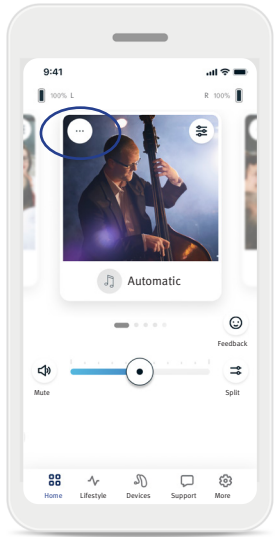 9:41
100% L
R 100%
Automatic
Feedback
Mute
Split
Home Lifestyle Devices Support More